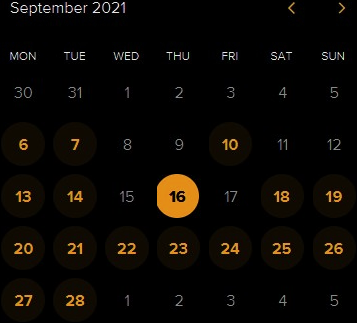 September 2021
MON TUE WED THU FRI SAT SUN
30 31 1 2 3 4 5
6 7 8 9 10 11 12
13 14 15 16 17 18 19
20 21 22 23 24 25 26
27 28 1 2 3 4 5